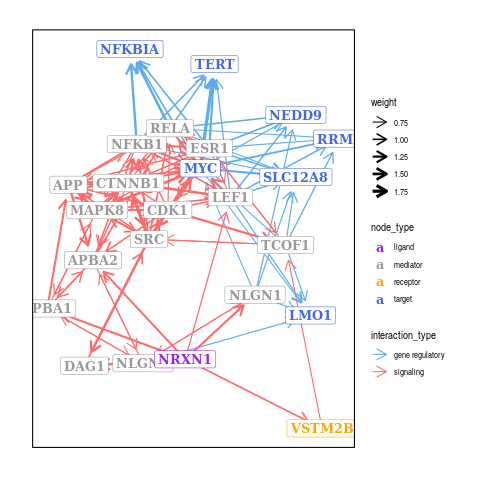 NFKBIA
TERT
NEDD9
RELA
RRM
NFKB1
ESR1
MYC
SLC12A8
APP
CTNNB1
LEF1
MAPK8
CDK1
SRC
TCOF1
APBA2
NLGN1
PBA1
LMO1
DAG1
NLGN
NRXN1
VSTM2B
weight
0.75
1.00
1.25
1.50
1.75
node_type
a ligand
a mediator
a receptor
a target
interaction_type
gene regulatory
signaling